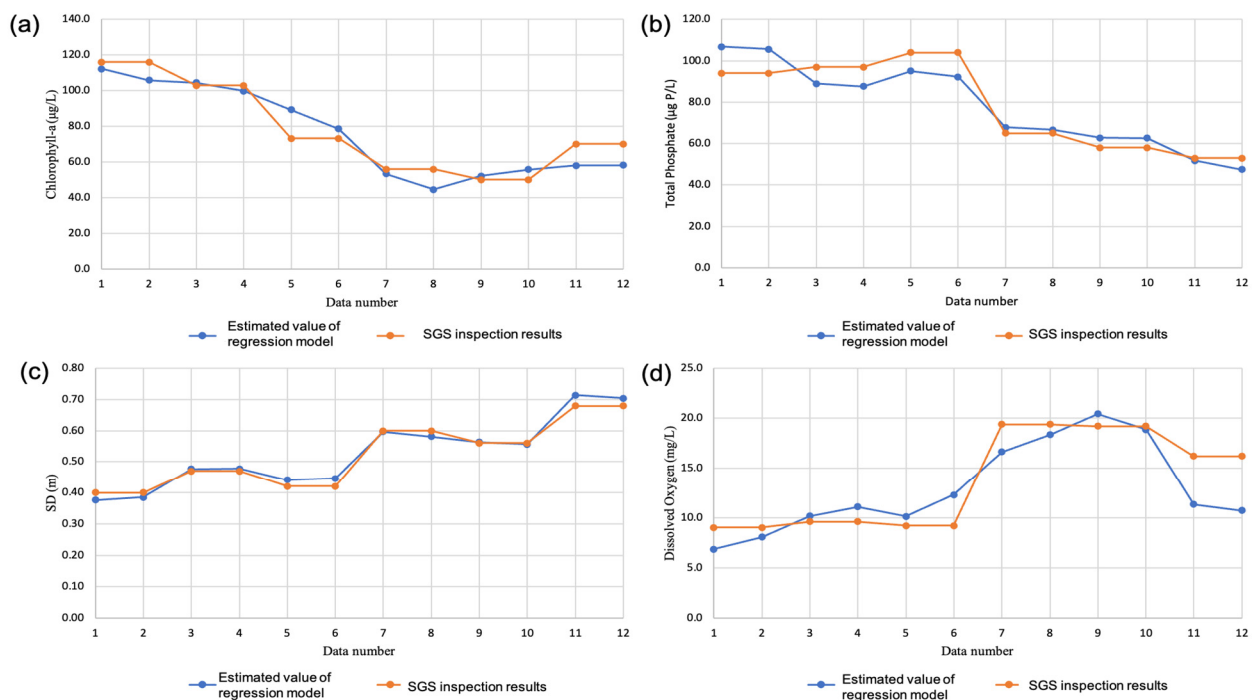 (a)
140.0
120.0
100.0
80.0
60.0
40.0
20.0
0.0
Chlorophyll-a (µg/L)
1 2 3 4 5 6 7 8 9 10 11 12
Data number
Estimated value of
regression model
SGS inspection results
(b)
120.0
100.0
80.0
60.0
40.0
20.0
0.0
Total Phosphate (µg P/L)
1 2 3 4 5 6 7 8 9 10 11 12
Data number
Estimated value of
regression model
SGS inspection results
(c)
0.80
0.70
0.60
0.50
0.40
0.30
0.20
0.10
0.00
SD (m)
1 2 3 4 5 6 7 8 9 10 11 12
Data number
Estimated value of
regression model
SGS inspection results
(d)
25.0
20.0
15.0
10.0
5.0
0.0
Dissolved Oxygen (mg/L)
1 2 3 4 5 6 7 8 9 10 11 12
Data number
Estimated value of
regression model
SGS inspection results